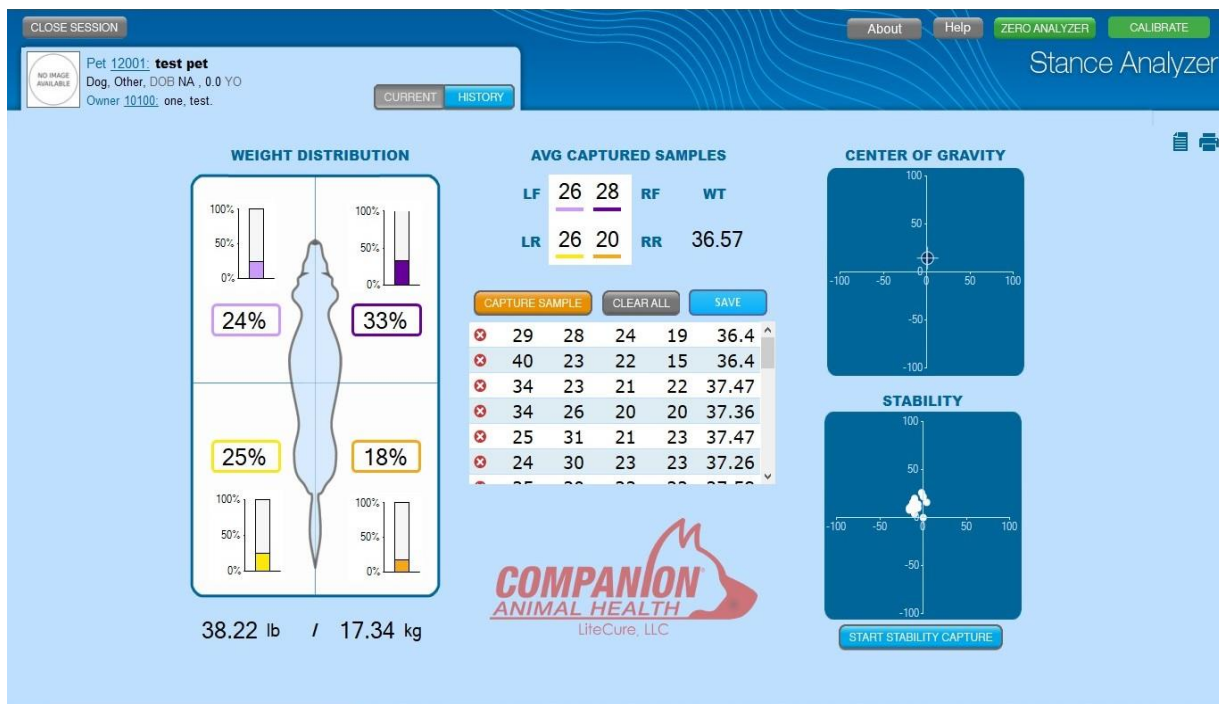 CLOSE SESSION
About
Help
ZERO ANALYZER
CALIBRATE
Stance Analyzer
NO IMAGE
AVAILABLE
Pet 12001: test pet
Dog, Other, DOB NA , 0.0 YO
Owner 10100: one, test.
CURRENT
HISTORY
WEIGHT DISTRIBUTION
100%
50%
0%
100%
50%
0%
24%
33%
25%
18%
100%
50%
0%
100%
50%
0%
38.22 lb / 17.34 kg
AVG CAPTURED SAMPLES
LF 26 28 RF WT
LR 26 20 RR 36.57
CAPTURE SAMPLE
CLEAR ALL
SAVE
29 28 24 19 36.4
40 23 22 15 36.4
34 23 21 22 37.47
34 26 20 20 37.36
25 31 21 23 37.47
24 30 23 23 37.26
COMPANION
ANIMAL HEALTH
LiteCure, LLC
CENTER OF GRAVITY
100
50
0
-100 -50 0 50 100
-50
-100
STABILITY
100
50
0
-100 -50 0 50 100
-50
-100
START STABILITY CAPTURE